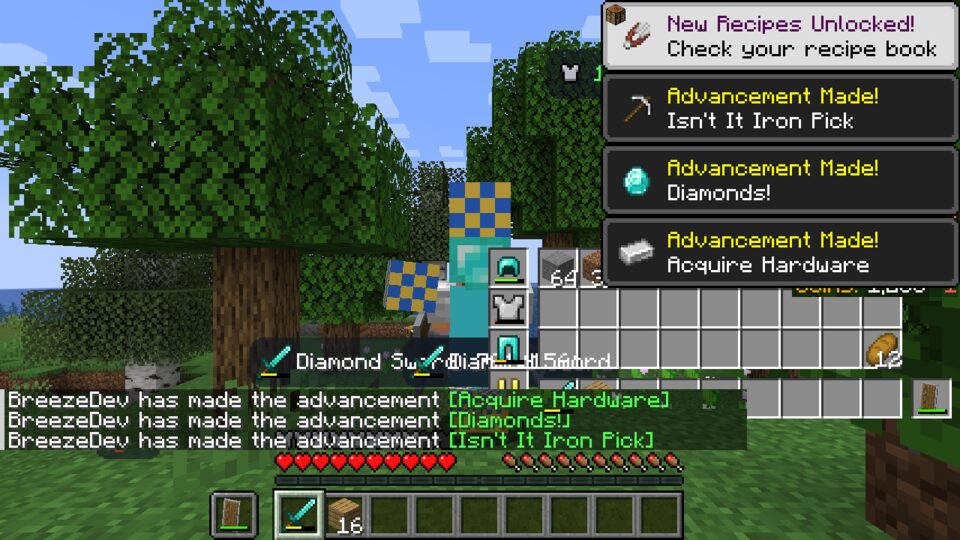 New Recipes Unlocked!
Check your recipe book
Advancement Made!
Isn't It Iron Pick
Advancement Made!
Diamonds!
Advancement Made!
Acquire Hardware
64
12
Diamond Sword
BreezeDev has made the advancement [Acquire Hardware]
BreezeDev has made the advancement [Diamonds!]
BreezeDev has made the advancement [Isn't It Iron Pick]
16